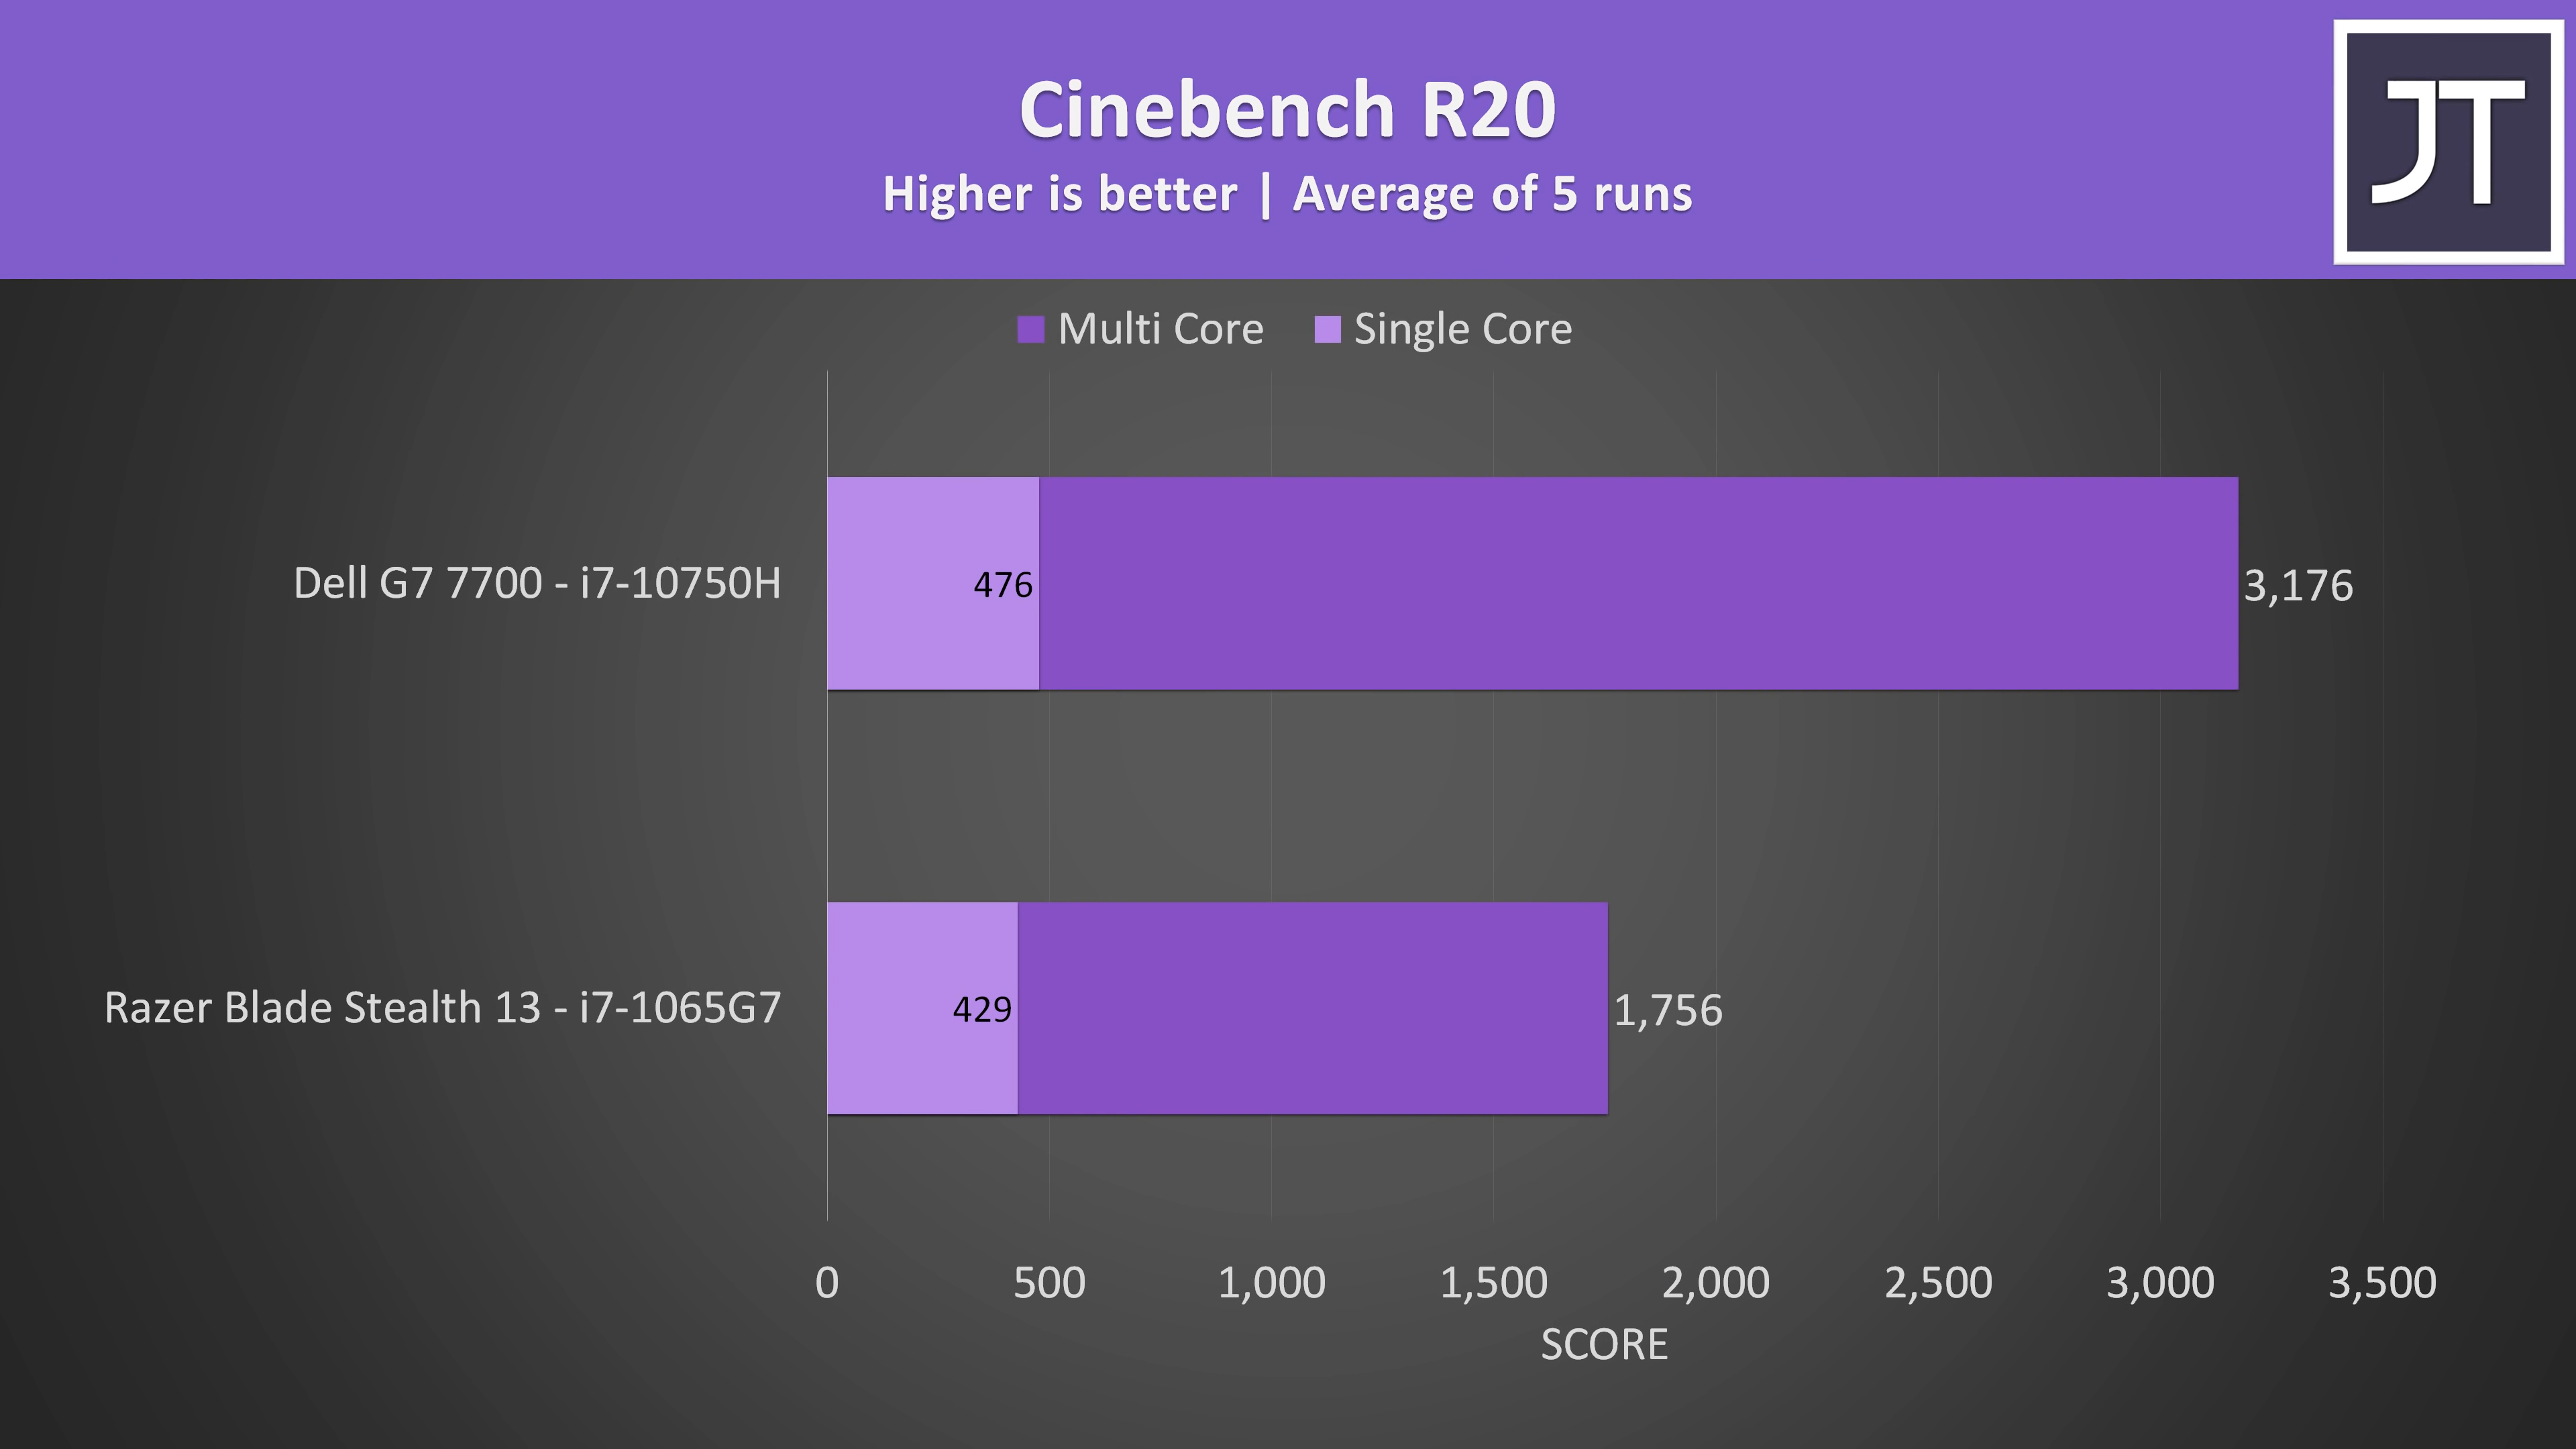 Cinebench R20
Higher is better | Average of 5 runs
JT
Multi Core Single Core
Dell G7 7700 - i7-10750H 476 3,176
Razer Blade Stealth 13 - i7-1065G7 429 1,756
0 500 1,000 1,500 2,000 2,500 3,000 3,500
SCORE